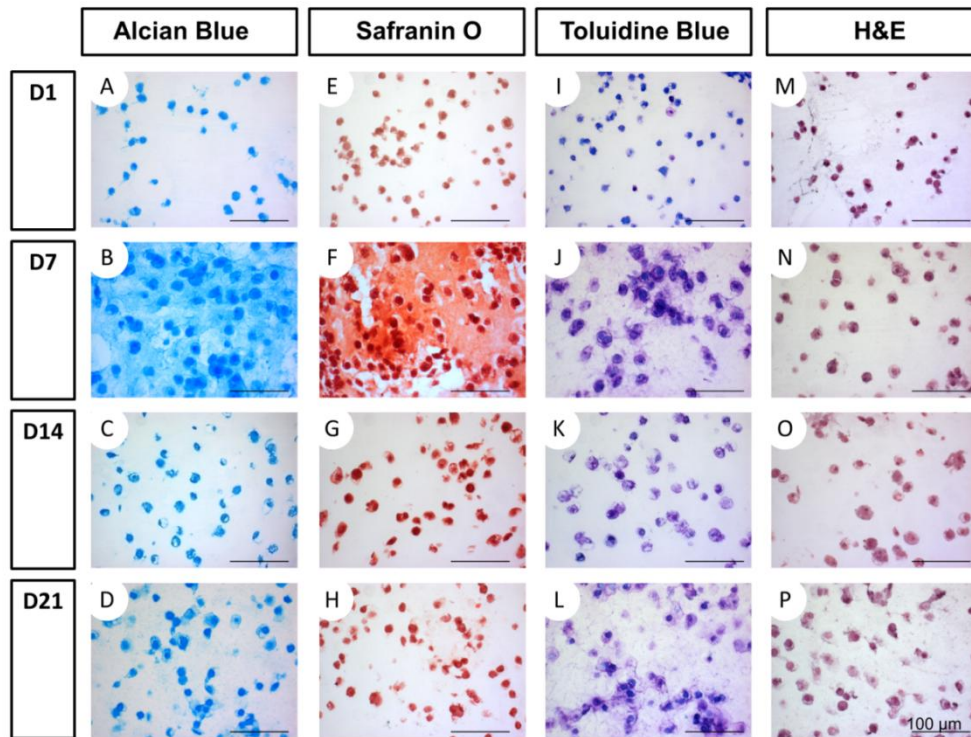 Alcian Blue Safranin O Toluidine Blue H&E
D1 A E I M
D7 B F J N
D14 C G K O
D21 D H L P
100 µm